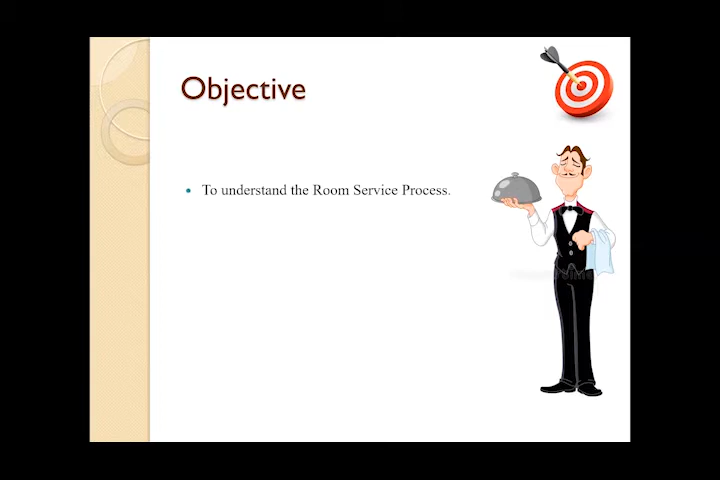 Objective
To understand the Room Service Process.